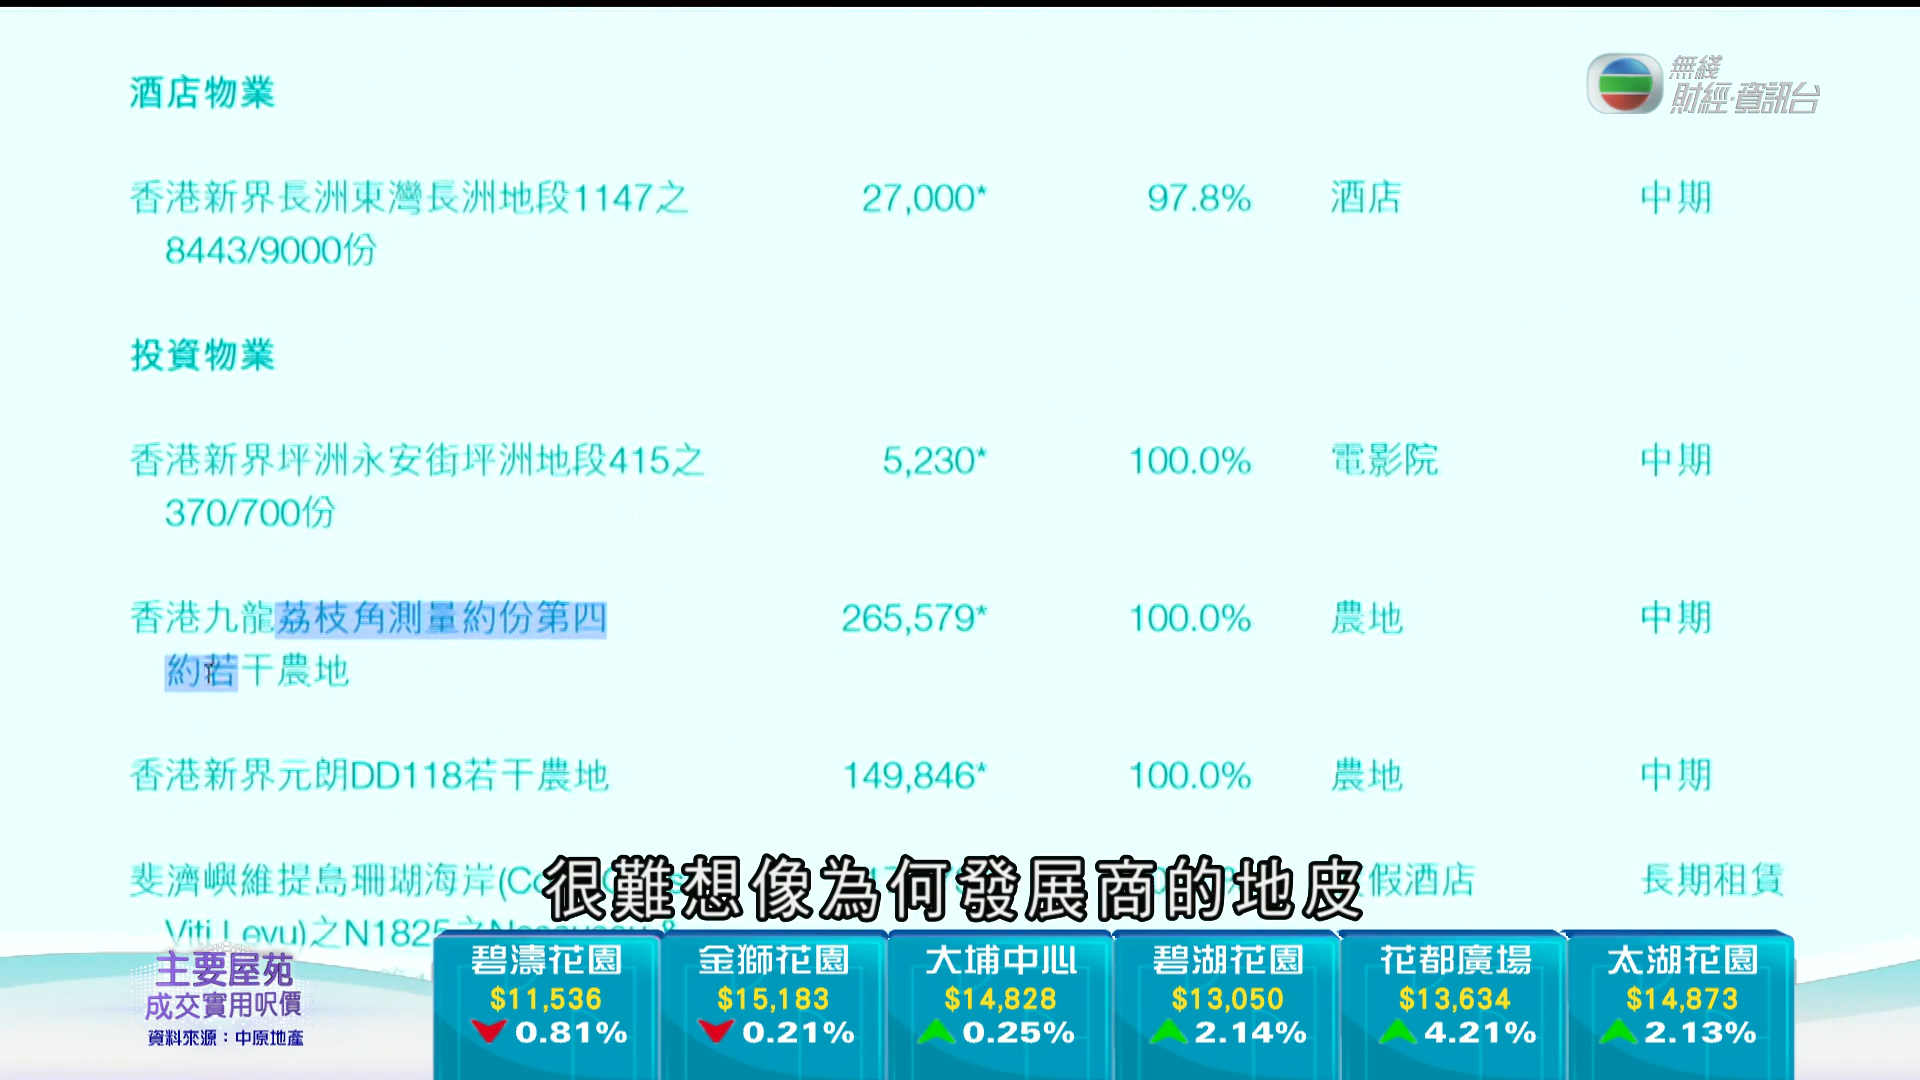 無綫
財經·資訊台
酒店物業
香港新界長洲東灣長洲地段1147之 27,000* 97.8% 酒店 中期
8443/9000份
投資物業
香港新界坪洲永安街坪洲地段415之 5,230* 100.0% 電影院 中期
370/700份
香港九龍荔枝角測量約份第四 265,579* 100.0% 農地 中期
約若干農地
香港新界元朗DD118若干農地 149,846* 100.0% 農地 中期
斐濟嶼維提島珊瑚海岸 假酒店 長期租賃
Viti Levu)之N1825之
很難想像為何發展商的地皮
主要屋苑
成交實用呎價
資料來源：中原地產
碧濤花園 金獅花園 大埔中心 碧湖花園 花都廣場 太湖花園
$11,536 $15,183 $14,828 $13,050 $13,634 $14,873
0.81% 0.21% 0.25% 2.14% 4.21% 2.13%